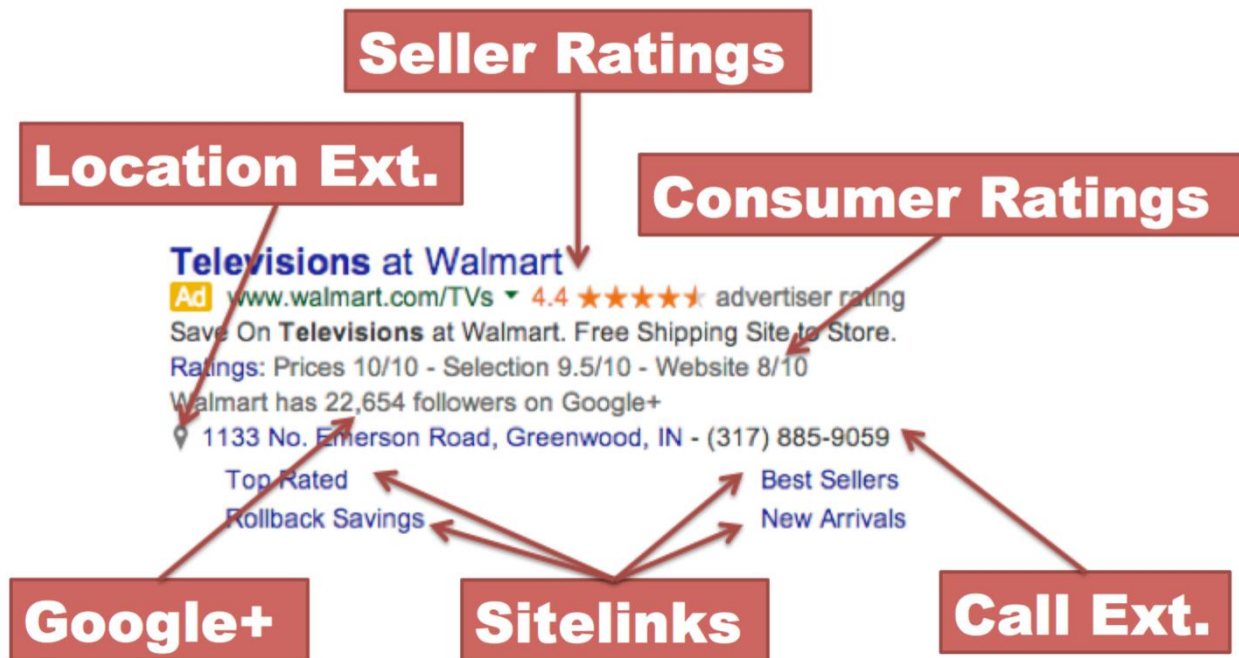 Seller Ratings
Location Ext.
Consumer Ratings
Televisions at Walmart
Ad www.walmart.com/TVs 4.4 advertiser rating
Save On Televisions at Walmart. Free Shipping Site to Store.
Ratings: Prices 10/10 - Selection 9.5/10 - Website 8/10
Walmart has 22,654 followers on Google+
1133 No. Emerson Road, Greenwood, IN - (317) 885-9059
Top Rated Best Sellers
Rollback Savings New Arrivals
Google+ Sitelinks Call Ext.